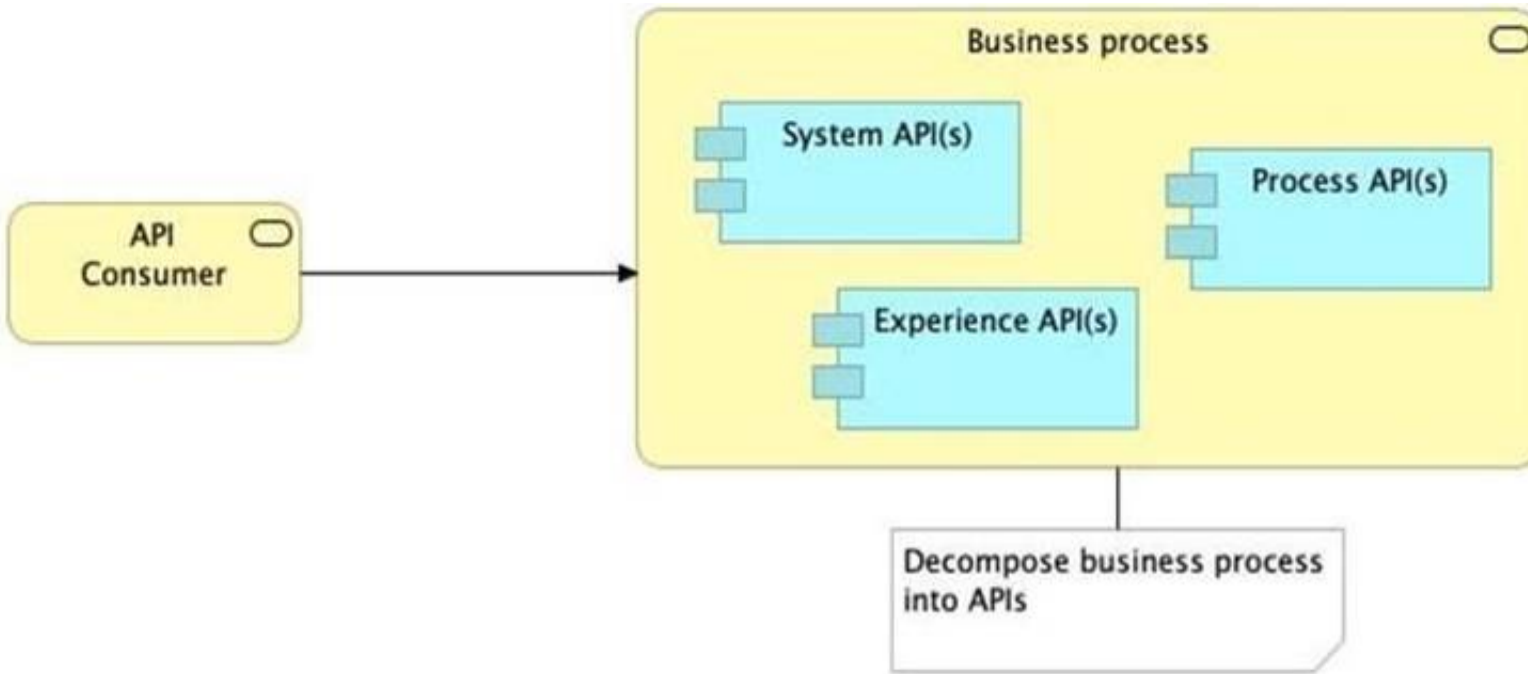 Business process
System API(s)
Process API(s)
API
Consumer
Experience API(s)
Decompose business process
into APIs